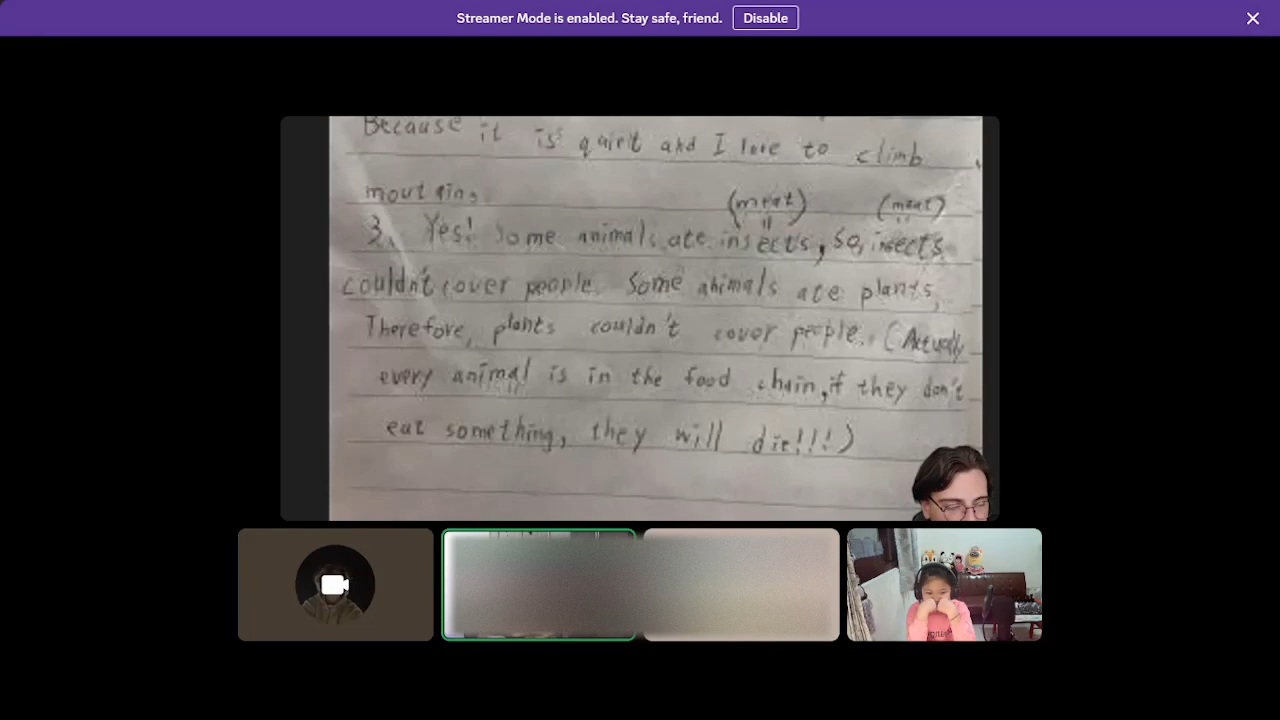 Streamer Mode is enabled. Stay safe, friend. Disable
Because it is qairt and I love to climb
moutains
(meat) (meat)
3. Yes! Some animals ate insects, so, insects
couldn't cover people. Some animals ate plants,
Therefore, plants couldn't cover people. (Actually
every animal is in the food chain, if they don't
eat something, they will die!!!)